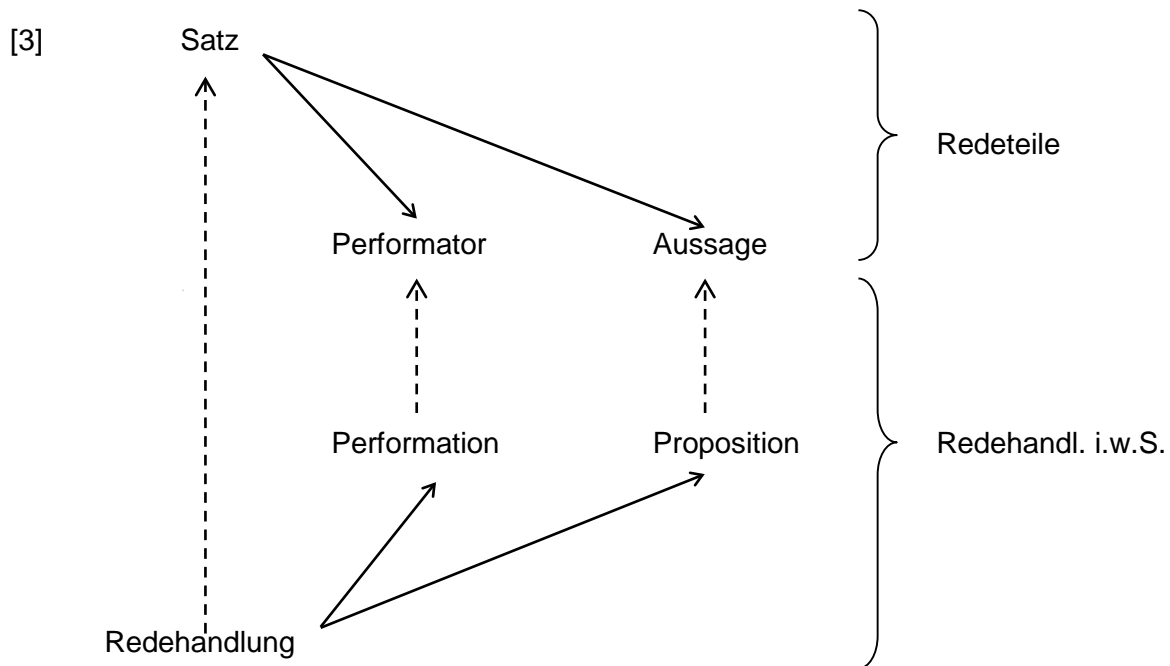 [3] Satz
Redeteile
Performator Aussage
Performation Proposition Redehandl. i.w.S.
Redehandlung